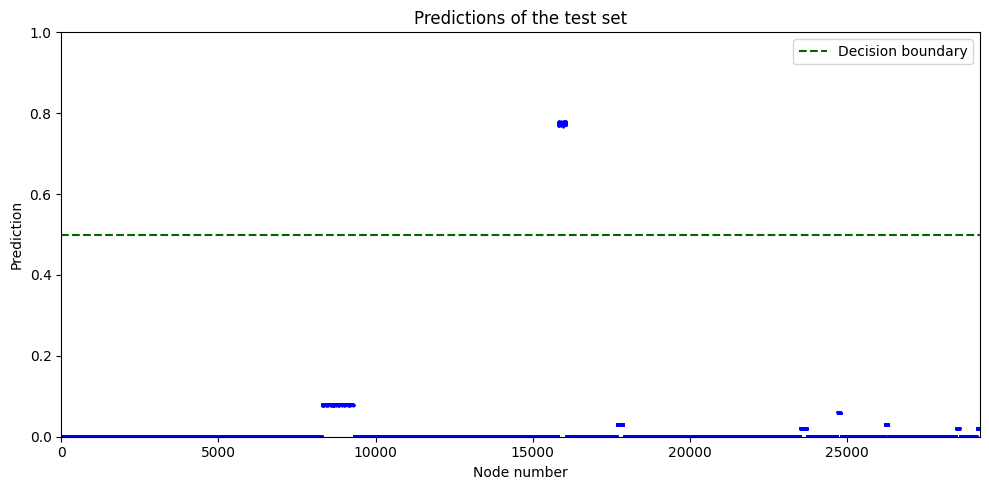 Predictions of the test set
Decision boundary
Prediction
1.0
0.8
0.6
0.4
0.2
0.0
0 5000 10000 15000 20000 25000
Node number